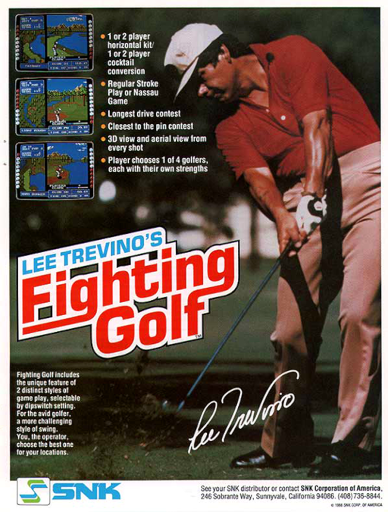 • 1 or 2 player
horizontal kit/
1 or 2 player
cocktail
conversion
• Regular Stroke
Play or Nassau
Game
• Longest drive contest
• Closest to the pin contest
• 3D view and aerial view from
every shot
• Player chooses 1 of 4 golfers,
each with their own strengths
LEE TREVINO'S
Fighting
Golf
TM
Fighting Golf includes
the unique feature of
2 distinct styles of
game play, selectable
by dipswitch setting.
For the avid golfer,
a more challenging
style of swing.
You, the operator,
choose the best one
for your locations.
Lee Trevino
SNK
See your SNK distributor or contact SNK Corporation of America,
246 Sobrante Way, Sunnyvale, California 94086. (408)736-8844.
© 1988 SNK CORP. OF AMERICA